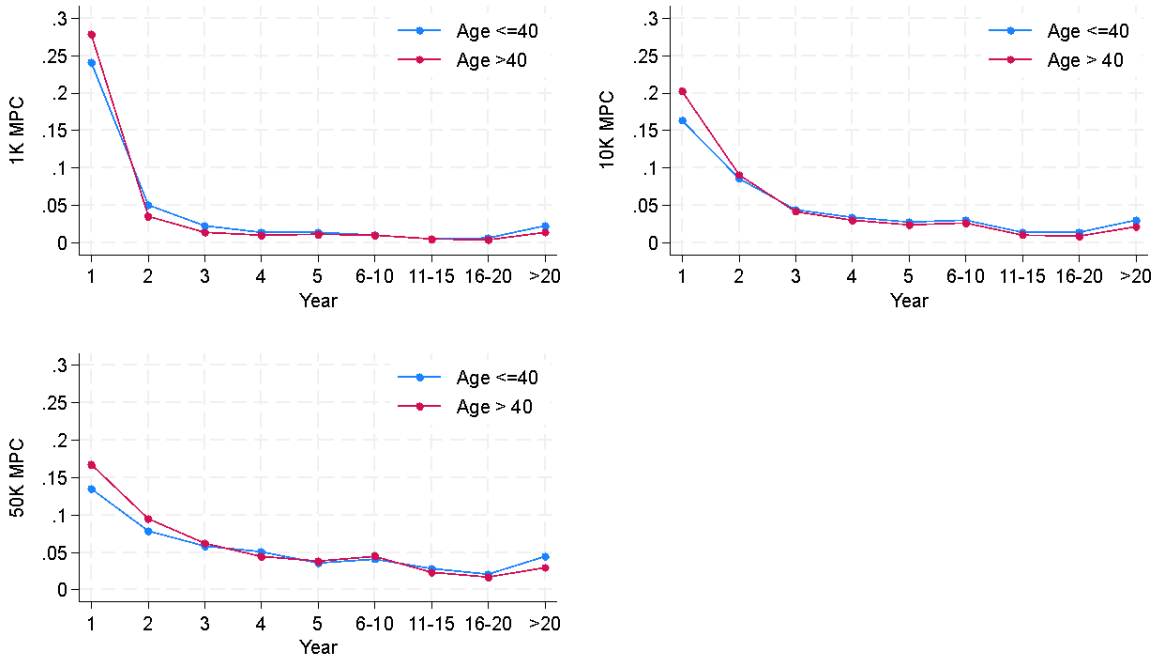 1K MPC
.3
.25
.2
.15
.1
.05
0
Age <=40
Age >40
1 2 3 4 5 6-10 11-15 16-20 >20
Year
10K MPC
.3
.25
.2
.15
.1
.05
0
Age <=40
Age > 40
1 2 3 4 5 6-10 11-15 16-20 >20
Year
50K MPC
.3
.25
.2
.15
.1
.05
0
Age <=40
Age > 40
1 2 3 4 5 6-10 11-15 16-20 >20
Year